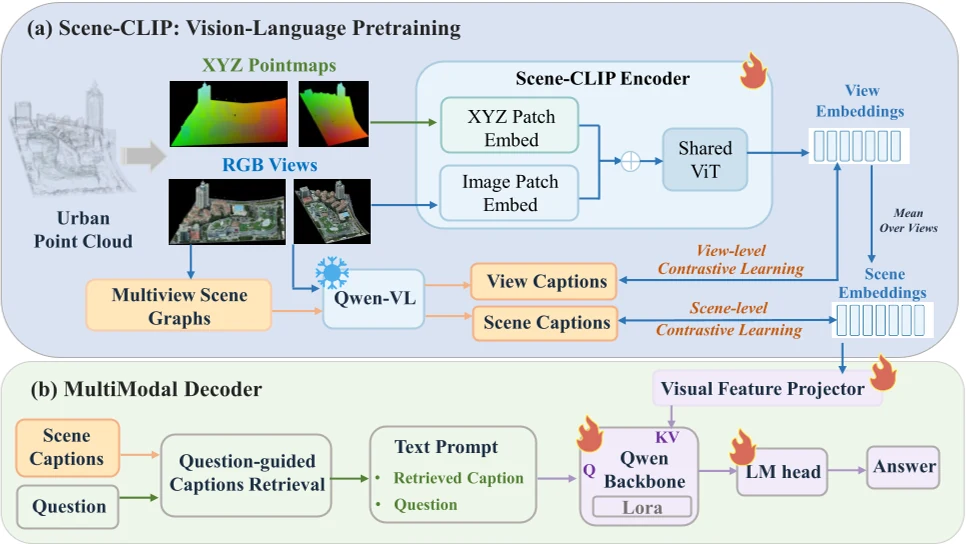 (a) Scene-CLIP: Vision-Language Pretraining
XYZ Pointmaps
RGB Views
Urban
Point Cloud
Scene-CLIP Encoder
XYZ Patch
Embed
Image Patch
Embed
Shared
ViT
View
Embeddings
Mean
Over Views
Scene
Embeddings
Multiview Scene
Graphs
Qwen-VL
View Captions
Scene Captions
View-level
Contrastive Learning
Scene-level
Contrastive Learning
(b) MultiModal Decoder
Visual Feature Projector
Scene
Captions
Question
Question-guided
Captions Retrieval
Text Prompt
• Retrieved Caption
• Question
Q
KV
Qwen
Backbone
Lora
LM head
Answer